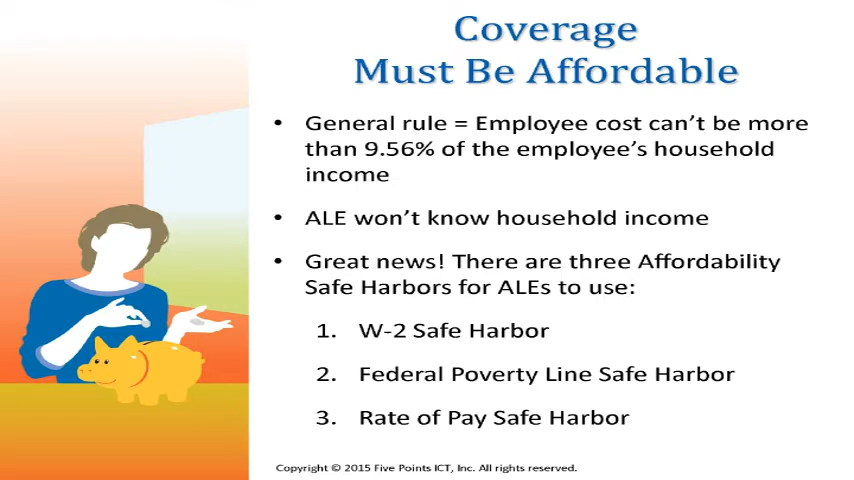 Coverage
Must Be Affordable
• General rule = Employee cost can't be more
than 9.56% of the employee's household
income
• ALE won't know household income
• Great news! There are three Affordability
Safe Harbors for ALEs to use:
1. W-2 Safe Harbor
2. Federal Poverty Line Safe Harbor
3. Rate of Pay Safe Harbor
Copyright © 2015 Five Points ICT, Inc. All rights reserved.